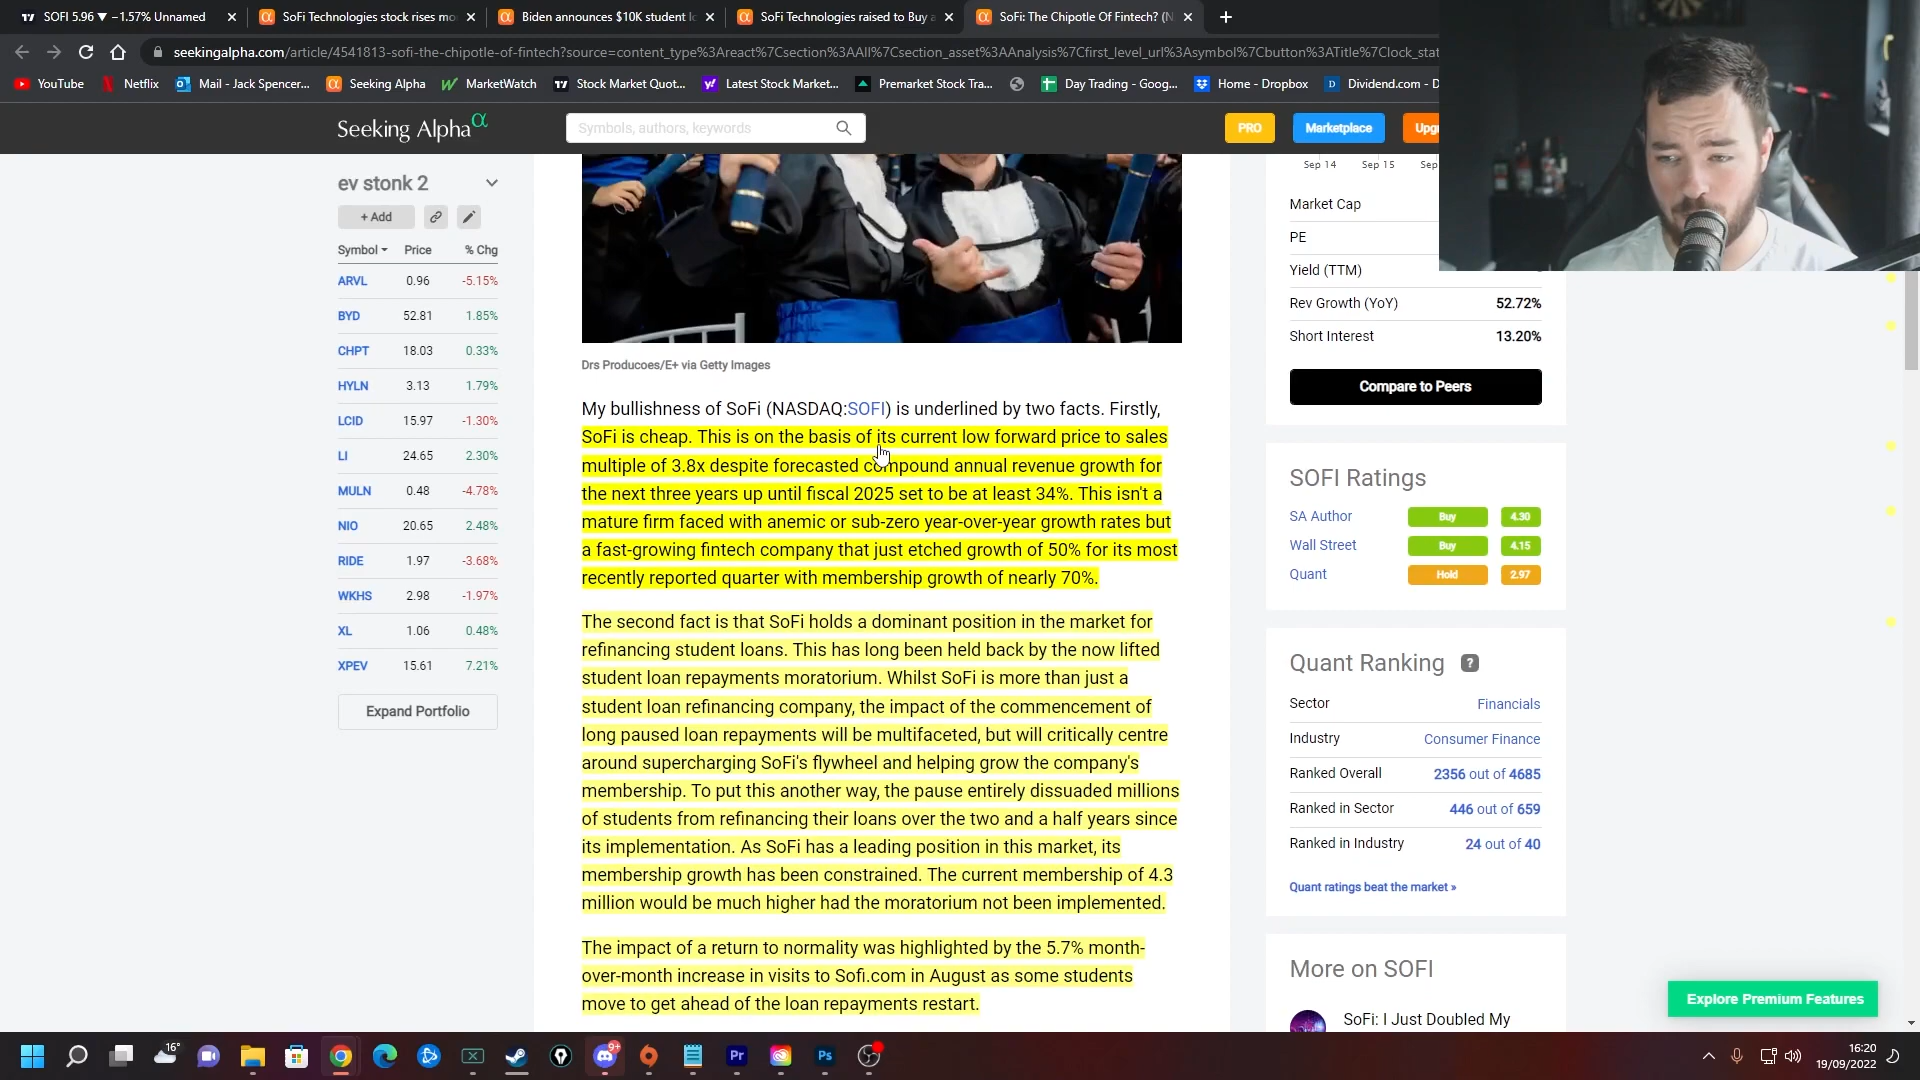 SOFI 5.96 ▼ −1.57% Unnamed
SoFi Technologies stock rises mo
Biden announces $10K student lo
SoFi Technologies raised to Buy a
SoFi: The Chipotle Of Fintech? (N
seekingalpha.com/article/4541813-sofi-the-chipotle-of-fintech?source=content_type%3Areact%7Csection%3AAll%7Csection_asset%3AAnalysis%7Cfirst_level_url%3Asymbol%7Cbutton%3ATitle%7Clock_stat
YouTube
Netflix
Mail - Jack Spencer...
Seeking Alpha
MarketWatch
Stock Market Quot...
Latest Stock Market...
Premarket Stock Tra...
Day Trading - Goog...
Home - Dropbox
Dividend.com - D
Seeking Alpha α
Symbols, authors, keywords
PRO
Marketplace
Upg
ev stonk 2
+ Add
Symbol Price % Chg
ARVL 0.96 -5.15%
BYD 52.81 1.85%
CHPT 18.03 0.33%
HYLN 3.13 1.79%
LCID 15.97 -1.30%
LI 24.65 2.30%
MULN 0.48 -4.78%
NIO 20.65 2.48%
RIDE 1.97 -3.68%
WKHS 2.98 -1.97%
XL 1.06 0.48%
XPEV 15.61 7.21%
Expand Portfolio
Drs Producoes/E+ via Getty Images
My bullishness of SoFi (NASDAQ:SOFI) is underlined by two facts. Firstly,
SoFi is cheap. This is on the basis of its current low forward price to sales
multiple of 3.8x despite forecasted compound annual revenue growth for
the next three years up until fiscal 2025 set to be at least 34%. This isn't a
mature firm faced with anemic or sub-zero year-over-year growth rates but
a fast-growing fintech company that just etched growth of 50% for its most
recently reported quarter with membership growth of nearly 70%.
The second fact is that SoFi holds a dominant position in the market for
refinancing student loans. This has long been held back by the now lifted
student loan repayments moratorium. Whilst SoFi is more than just a
student loan refinancing company, the impact of the commencement of
long paused loan repayments will be multifaceted, but will critically centre
around supercharging SoFi's flywheel and helping grow the company's
membership. To put this another way, the pause entirely dissuaded millions
of students from refinancing their loans over the two and a half years since
its implementation. As SoFi has a leading position in this market, its
membership growth has been constrained. The current membership of 4.3
million would be much higher had the moratorium not been implemented.
The impact of a return to normality was highlighted by the 5.7% month-
over-month increase in visits to Sofi.com in August as some students
move to get ahead of the loan repayments restart.
Sep 14 Sep 15 Sep
Market Cap
PE
Yield (TTM)
Rev Growth (YoY) 52.72%
Short Interest 13.20%
Compare to Peers
SOFI Ratings
SA Author Buy 4.30
Wall Street Buy 4.15
Quant Hold 2.97
Quant Ranking ?
Sector Financials
Industry Consumer Finance
Ranked Overall 2356 out of 4685
Ranked in Sector 446 out of 659
Ranked in Industry 24 out of 40
Quant ratings beat the market »
More on SOFI
SoFi: I Just Doubled My
Explore Premium Features
16°
9+
Pr
Ps
16:20
19/09/2022